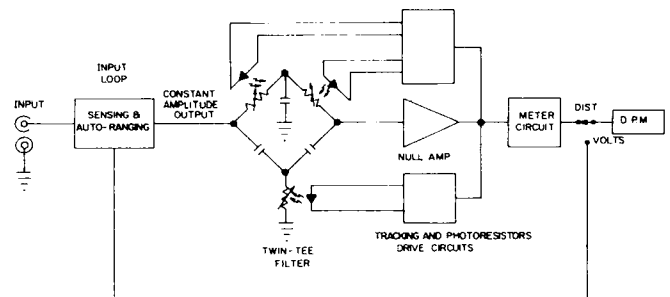 INPUT
LOOP
INPUT
SENSING &
AUTO-RANGING
CONSTANT
AMPLITUDE
OUTPUT
NULL AMP
METER
CIRCUIT
DIST
D.P.M
VOLTS
TWIN-TEE
FILTER
TRACKING AND PHOTORESISTORS
DRIVE CIRCUITS